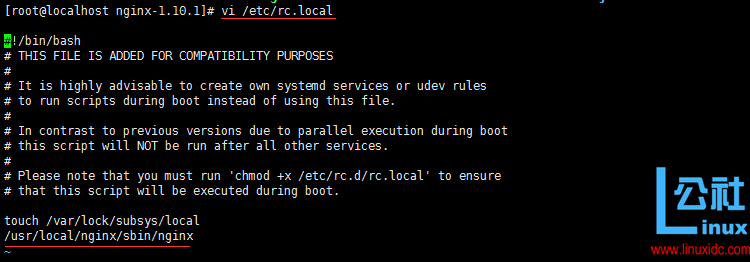 [root@localhost nginx-1.10.1]# vi /etc/rc.local
#!/bin/bash
# THIS FILE IS ADDED FOR COMPATIBILITY PURPOSES
#
# It is highly advisable to create own systemd services or udev rules
# to run scripts during boot instead of using this file.
#
# In contrast to previous versions due to parallel execution during boot
# this script will NOT be run after all other services.
#
# Please note that you must run 'chmod +x /etc/rc.d/rc.local' to ensure
# that this script will be executed during boot.
touch /var/lock/subsys/local
/usr/local/nginx/sbin/nginx
~
公社
Linux
www.linuxidc.com